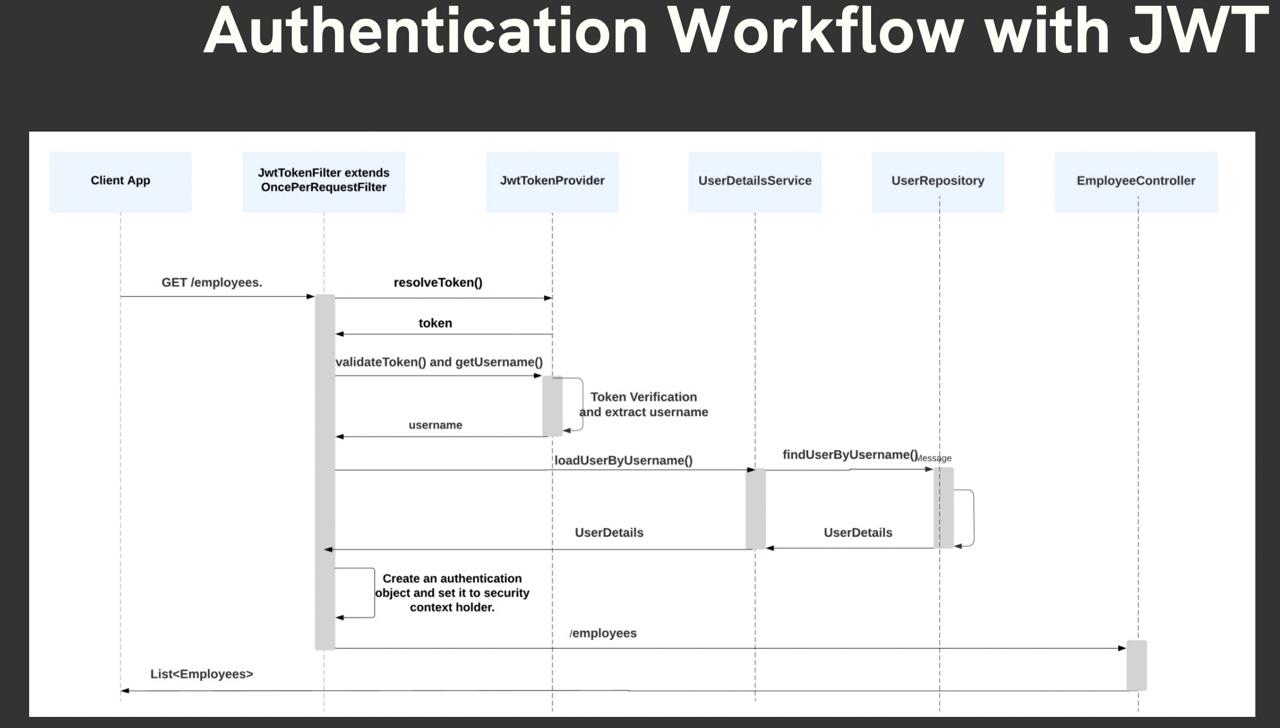 Authentication Workflow with JWT
Client App
JwtTokenFilter extends
OncePerRequestFilter
JwtTokenProvider
UserDetailsService
UserRepository
EmployeeController
GET /employees.
resolveToken()
token
validateToken() and getUsername()
Token Verification
and extract username
username
loadUserByUsername()
findUserByUsername()
Message
UserDetails
UserDetails
Create an authentication
object and set it to security
context holder.
/employees
List<Employees>